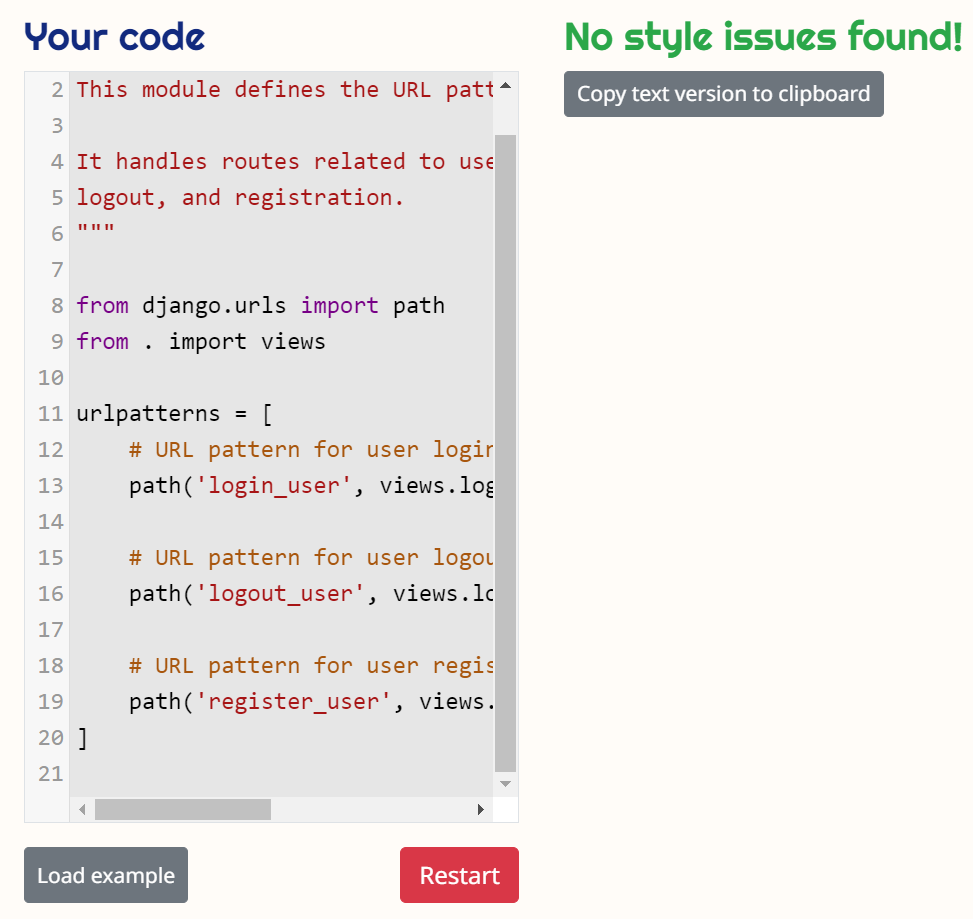 Your code
2 This module defines the URL patt
3
4 It handles routes related to use
5 logout, and registration.
6 """
7
8 from django.urls import path
9 from . import views
10
11 urlpatterns = [
12 # URL pattern for user login
13 path('login_user', views.log
14
15 # URL pattern for user logou
16 path('logout_user', views.lo
17
18 # URL pattern for user regis
19 path('register_user', views.
20 ]
21
Load example
Restart
No style issues found!
Copy text version to clipboard